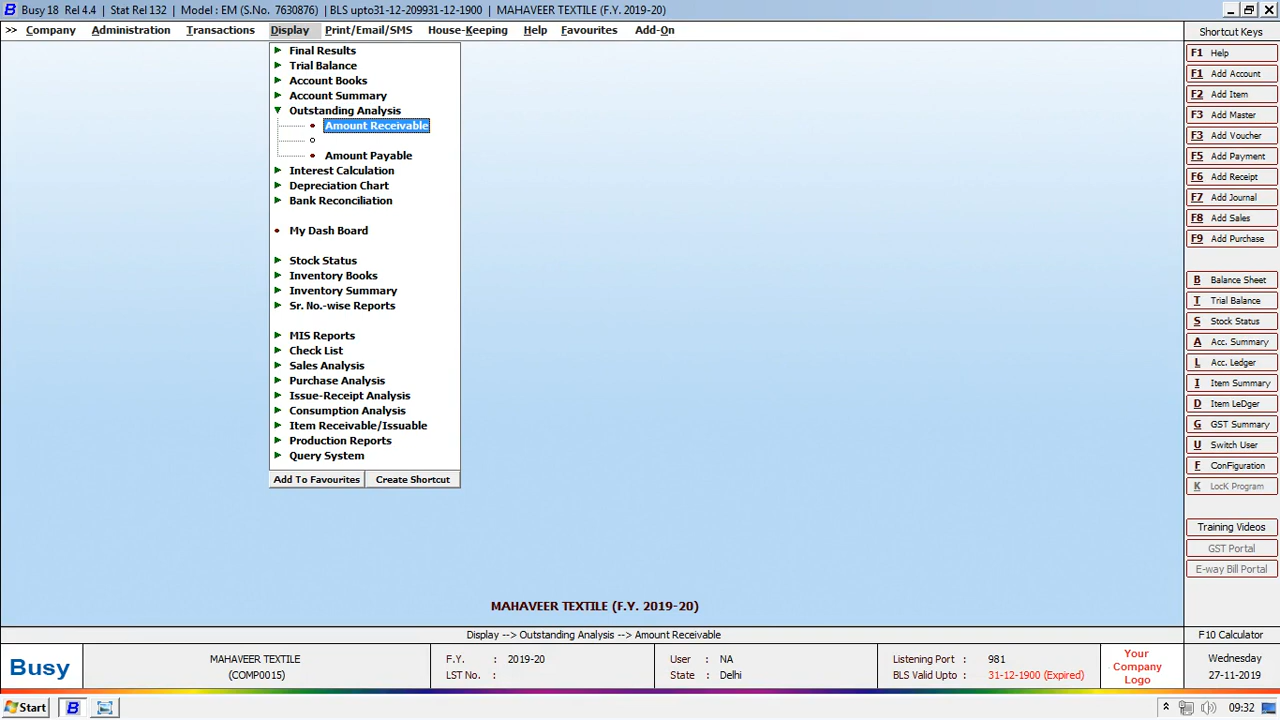 Busy 18 Rel 4.4 | Stat Rel 132 | Model : EM (S.No. 7630876) | BLS upto31-12-209931-12-1900 | MAHAVEER TEXTILE (F.Y. 2019-20)
>> Company Administration Transactions Display Print/Email/SMS House-Keeping Help Favourites Add-On
Final Results
Trial Balance
Account Books
Account Summary
Outstanding Analysis
Amount Receivable
Amount Payable
Interest Calculation
Depreciation Chart
Bank Reconciliation
My Dash Board
Stock Status
Inventory Books
Inventory Summary
Sr. No.-wise Reports
MIS Reports
Check List
Sales Analysis
Purchase Analysis
Issue-Receipt Analysis
Consumption Analysis
Item Receivable/Issuable
Production Reports
Query System
Add To Favourites Create Shortcut
Shortcut Keys
F1 Help
F1 Add Account
F2 Add Item
F3 Add Master
F3 Add Voucher
F5 Add Payment
F6 Add Receipt
F7 Add Journal
F8 Add Sales
F9 Add Purchase
B Balance Sheet
T Trial Balance
S Stock Status
A Acc. Summary
L Acc. Ledger
I Item Summary
D Item LeDger
G GST Summary
U Switch User
F ConFiguration
K LocK Program
Training Videos
GST Portal
E-way Bill Portal
MAHAVEER TEXTILE (F.Y. 2019-20)
Display --> Outstanding Analysis --> Amount Receivable
F10 Calculator
Busy
MAHAVEER TEXTILE
(COMP0015)
F.Y. : 2019-20
LST No. :
User : NA
State : Delhi
Listening Port : 981
BLS Valid Upto : 31-12-1900 (Expired)
Your
Company
Logo
Wednesday
27-11-2019
Start
B
09:32